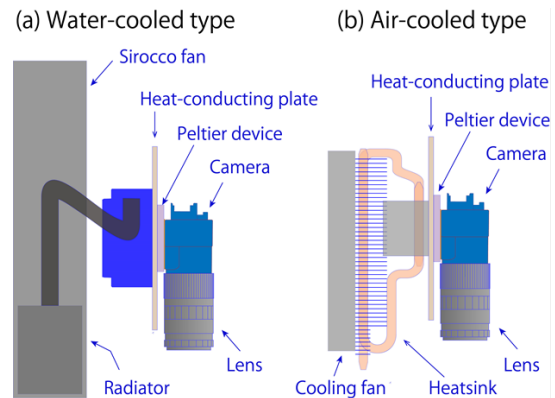 (a) Water-cooled type
Sirocco fan
Heat-conducting plate
Peltier device
Camera
Lens
Radiator
(b) Air-cooled type
Heat-conducting plate
Peltier device
Camera
Lens
Cooling fan
Heatsink